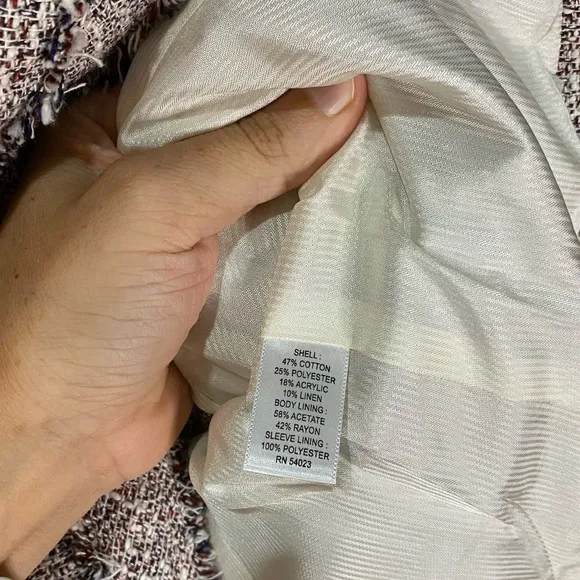 SHELL :
47% COTTON
25% POLYESTER
18% ACRYLIC
10% LINEN
BODY LINING :
58% ACETATE
42% RAYON
SLEEVE LINING :
100% POLYESTER
RN 54023